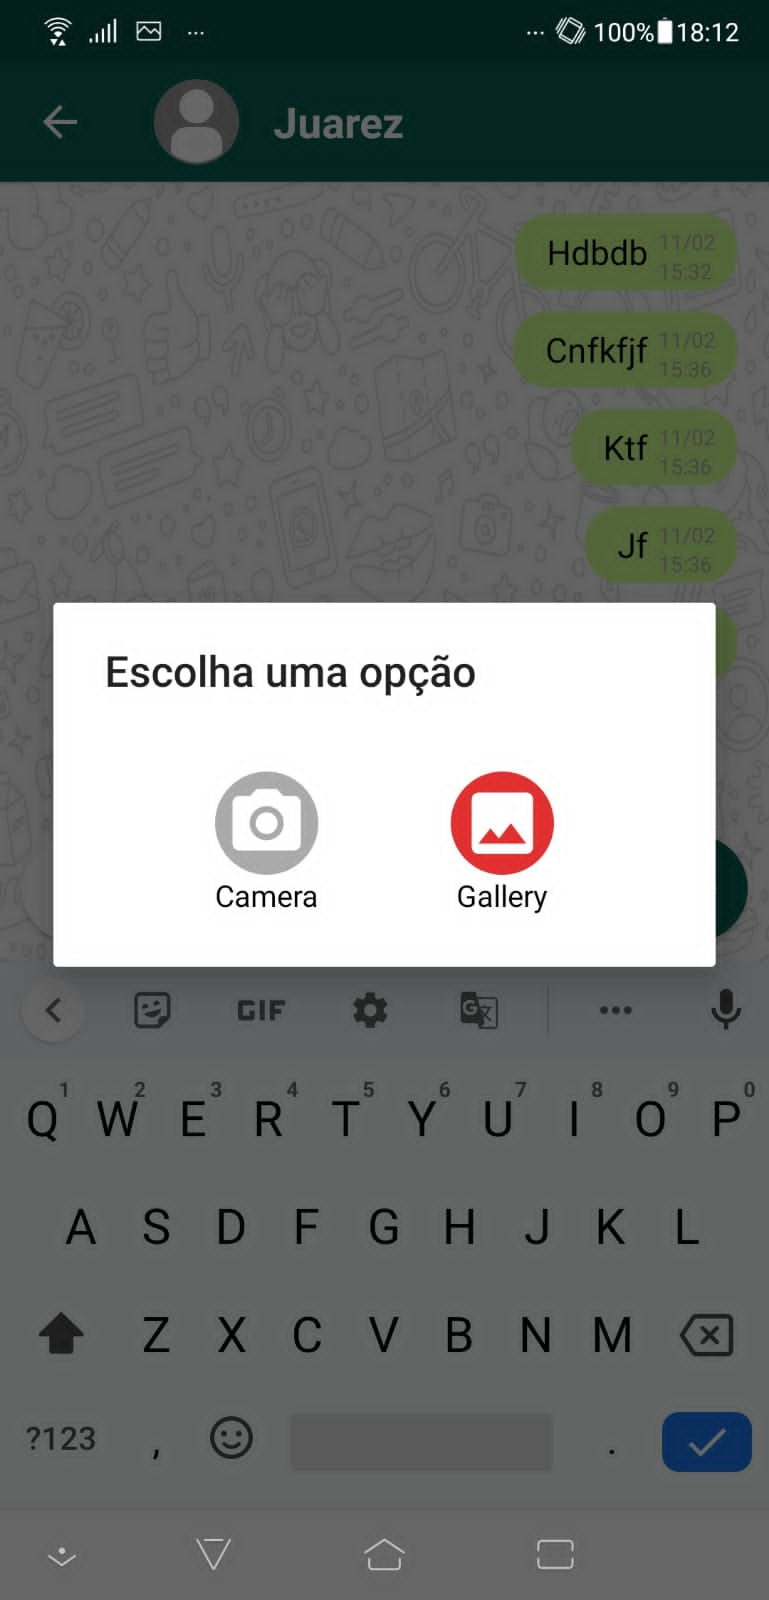 100% 18:12
Juarez
Hdbdb 11/02 15:32
Cnfkfjf 11/02 15:36
Ktf 11/02 15:36
Jf 11/02 15:36
Escolha uma opção
Camera Gallery
GIF G
1 2 3 4 5 6 7 8 9 0
Q W E R T Y U I O P
A S D F G H J K L
Z X C V B N M
?123 , .